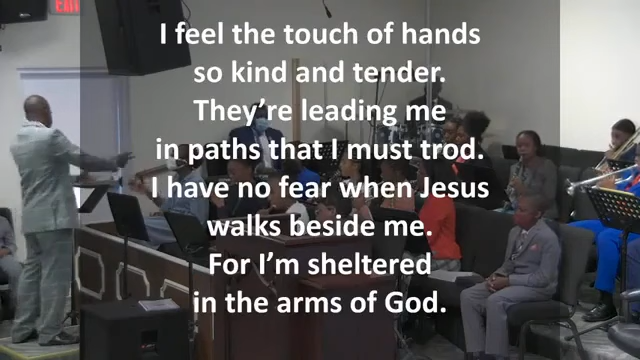 EXIT
I feel the touch of hands
so kind and tender.
They're leading me
in paths that I must trod.
I have no fear when Jesus
walks beside me.
For I'm sheltered
in the arms of God.